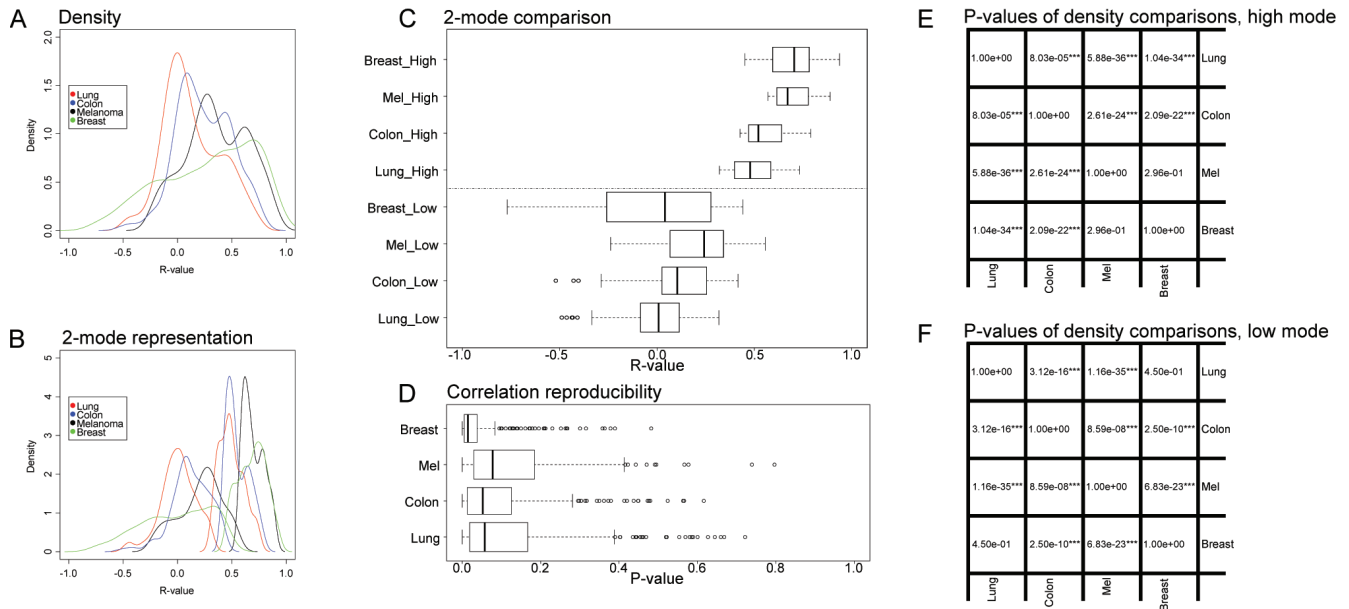 A Density
2.0
1.5
1.0
0.5
0.0
Density
Lung
Colon
Melanoma
Breast
-1.0 -0.5 0.0 0.5 1.0
R-value
B 2-mode representation
5
4
3
2
1
0
Density
Lung
Colon
Melanoma
Breast
-1.0 -0.5 0.0 0.5 1.0
R-value
C 2-mode comparison
Breast_High
Mel_High
Colon_High
Lung_High
Breast_Low
Mel_Low
Colon_Low
Lung_Low
-1.0 -0.5 0.0 0.5 1.0
R-value
D Correlation reproducibility
Breast
Mel
Colon
Lung
0.0 0.2 0.4 0.6 0.8 1.0
P-value
E P-values of density comparisons, high mode
1.00e+00 8.03e-05*** 5.88e-36*** 1.04e-34*** Lung
8.03e-05*** 1.00e+00 2.61e-24*** 2.09e-22*** Colon
5.88e-36*** 2.61e-24*** 1.00e+00 2.96e-01 Mel
1.04e-34*** 2.09e-22*** 2.96e-01 1.00e+00 Breast
Lung Colon Mel Breast
F P-values of density comparisons, low mode
1.00e+00 3.12e-16*** 1.16e-35*** 4.50e-01 Lung
3.12e-16*** 1.00e+00 8.59e-08*** 2.50e-10*** Colon
1.16e-35*** 8.59e-08*** 1.00e+00 6.83e-23*** Mel
4.50e-01 2.50e-10*** 6.83e-23*** 1.00e+00 Breast
Lung Colon Mel Breast